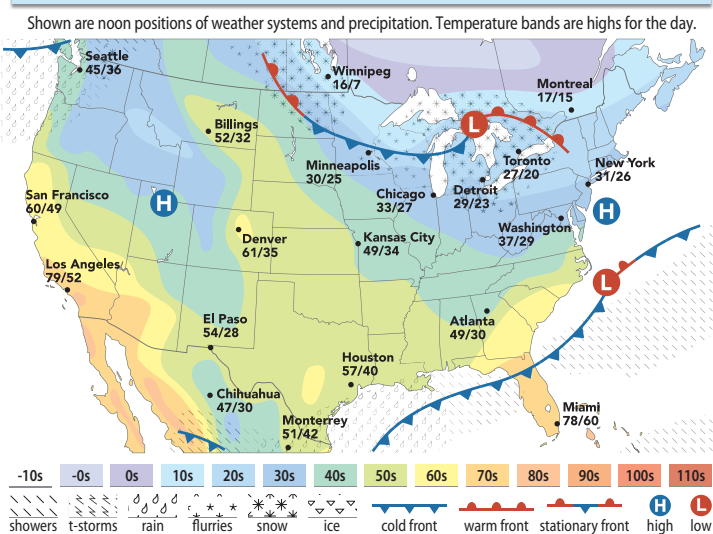 Shown are noon positions of weather systems and precipitation. Temperature bands are highs for the day.
Seattle
45/36
Winnipeg
16/7
Montreal
17/15
Billings
52/32
L
Minneapolis
30/25
Toronto
27/20
New York
31/26
San Francisco
60/49
H
Chicago
33/27
Detroit
29/23
H
Denver
61/35
Kansas City
49/34
Washington
37/29
Los Angeles
79/52
L
El Paso
54/28
Atlanta
49/30
Houston
57/40
Chihuahua
47/30
Monterrey
51/42
Miami
78/60
-10s -0s 0s 10s 20s 30s 40s 50s 60s 70s 80s 90s 100s 110s
H L
showers t-storms rain flurries snow ice cold front warm front stationary front high low